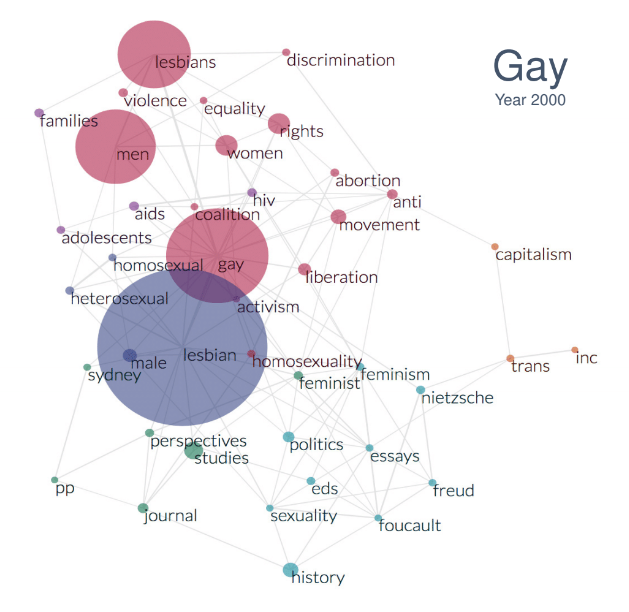 Gay
Year 2000
lesbians
discrimination
violence
equality
families
rights
men
women
abortion
hiv
anti
aids
coalition
movement
adolescents
capitalism
homosexual
gay
liberation
heterosexual
activism
lesbian
male
homosexuality
trans
inc
sydney
feminist
feminism
nietzsche
perspectives
politics
studies
essays
pp
eds
freud
journal
sexuality
foucault
history